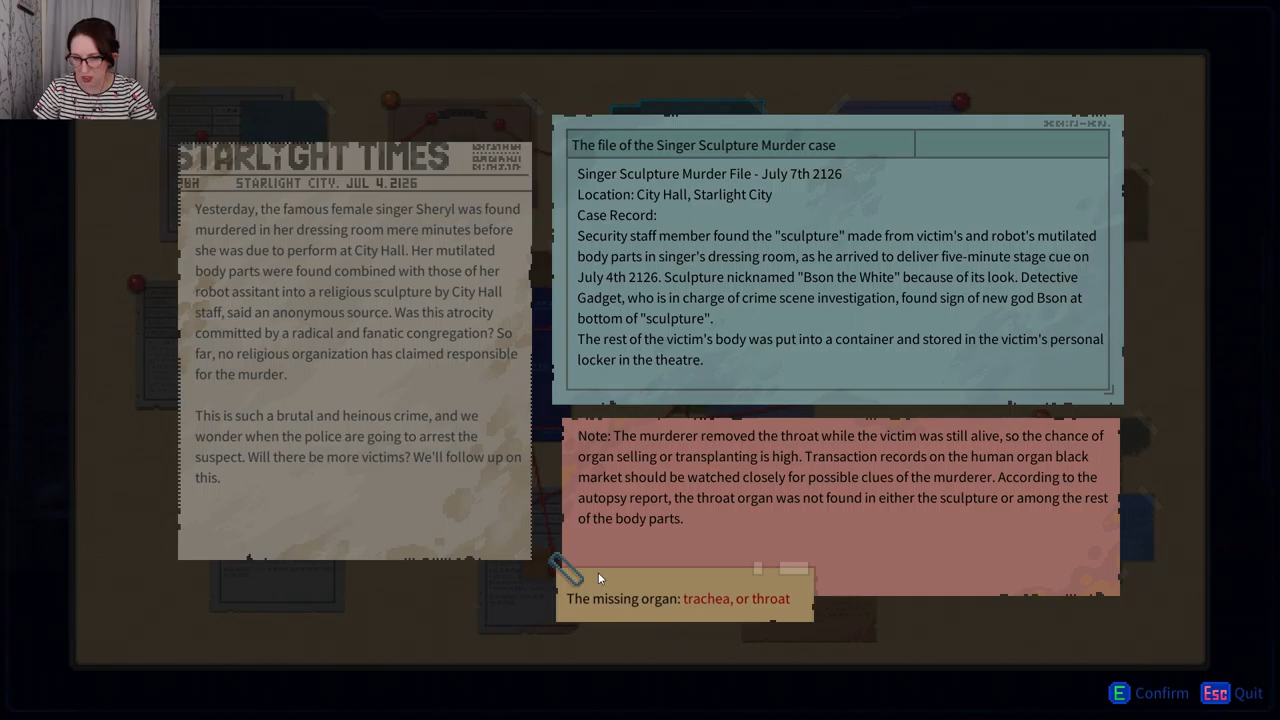 STARLIGHT TIMES
STARLIGHT CITY. JUL 4.2126
Yesterday, the famous female singer Sheryl was found
murdered in her dressing room mere minutes before
she was due to perform at City Hall. Her mutilated
body parts were found combined with those of her
robot assitant into a religious sculpture by City Hall
staff, said an anonymous source. Was this atrocity
committed by a radical and fanatic congregation? So
far, no religious organization has claimed responsible
for the murder.
This is such a brutal and heinous crime, and we
wonder when the police are going to arrest the
suspect. Will there be more victims? We'll follow up on
this.
The file of the Singer Sculpture Murder case
Singer Sculpture Murder File - July 7th 2126
Location: City Hall, Starlight City
Case Record:
Security staff member found the "sculpture" made from victim's and robot's mutilated
body parts in singer's dressing room, as he arrived to deliver five-minute stage cue on
July 4th 2126. Sculpture nicknamed "Bson the White" because of its look. Detective
Gadget, who is in charge of crime scene investigation, found sign of new god Bson at
bottom of "sculpture".
The rest of the victim's body was put into a container and stored in the victim's personal
locker in the theatre.
Note: The murderer removed the throat while the victim was still alive, so the chance of
organ selling or transplanting is high. Transaction records on the human organ black
market should be watched closely for possible clues of the murderer. According to the
autopsy report, the throat organ was not found in either the sculpture or among the rest
of the body parts.
The missing organ: trachea, or throat
E Confirm Esc Quit